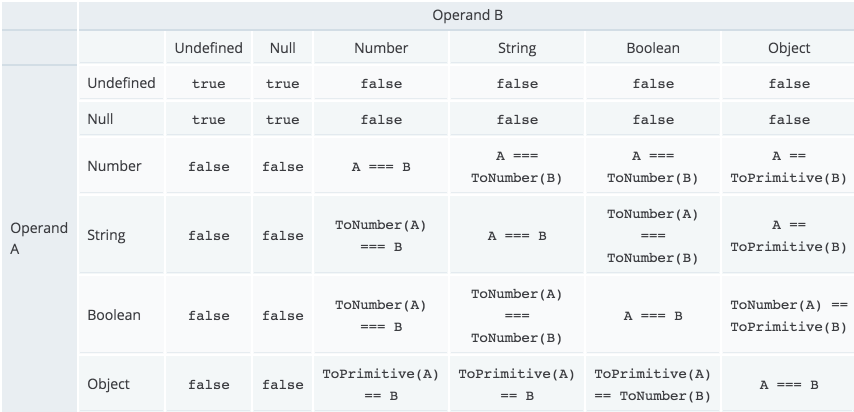 Operand B
Undefined Null Number String Boolean Object
Undefined true true false false false false
Null true true false false false false
Number false false A === B A === ToNumber(B) A === ToNumber(B) A == ToPrimitive(B)
Operand A
String false false ToNumber(A) === B A === B ToNumber(A) === ToNumber(B) A == ToPrimitive(B)
Boolean false false ToNumber(A) === B ToNumber(A) === ToNumber(B) A === B ToNumber(A) == ToPrimitive(B)
Object false false ToPrimitive(A) == B ToPrimitive(A) == B ToPrimitive(A) == ToNumber(B) A === B